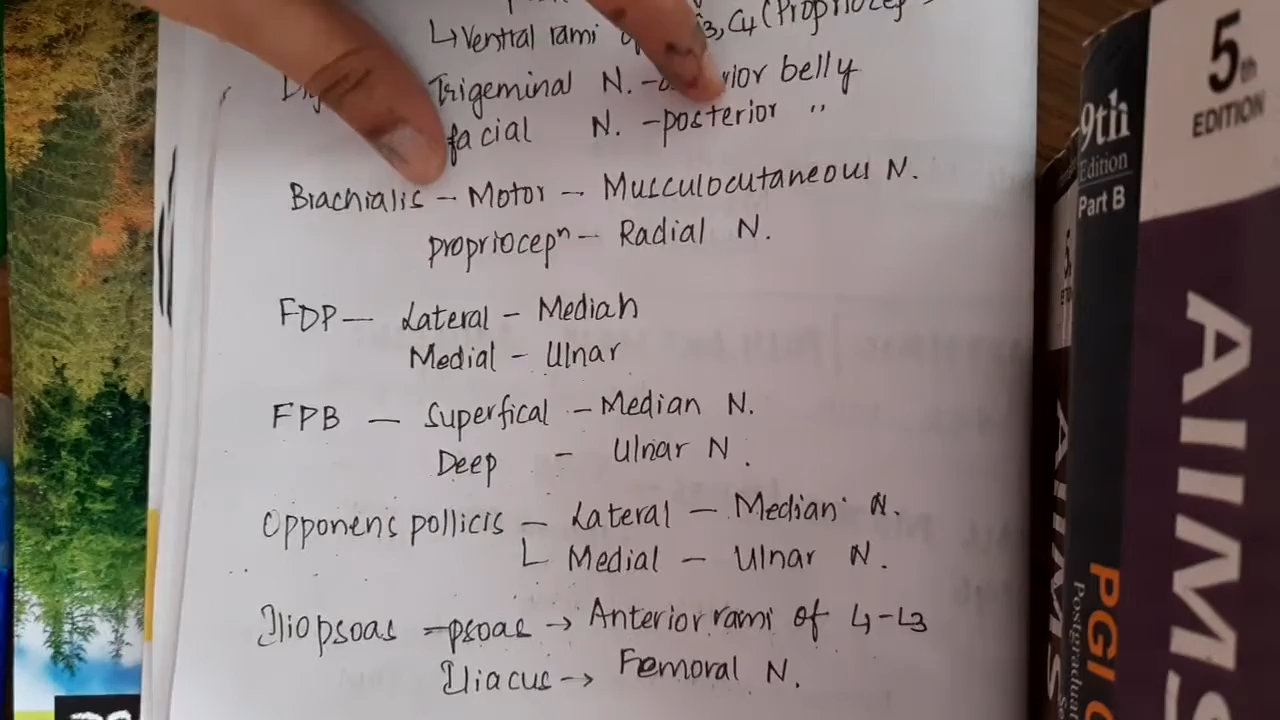 ↳Ventral rami 3, C4 (Propriocep
Trigeminal N. - rior belly
facial N. - posterior "
Brachialis - Motor - Musculocutaneous N.
propriocepⁿ - Radial N.
FDP - Lateral - Median
Medial - Ulnar
FPB - Superfical - Median N.
Deep - Ulnar N.
Opponens pollicis - Lateral - Median N.
Medial - Ulnar N.
Iliopsoas - psoas → Anterior rami of L1-L3
Iliacus → Femoral N.
9th
Edition
Part B
PGI
5th
EDITION
AIIMS
AIIMS